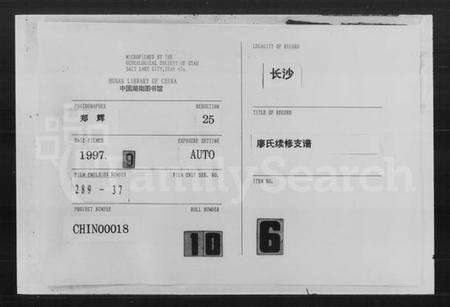 MICROFILMED BY THE
GENEALOGICAL SOCIETY OF UTAH
SALT LAKE CITY, UTAH
HUNAN LIBRARY OF CHINA
中国湖南图书馆
PHOTOGRAPHER
REDUCTION
郑 辉
25
DATE FILMED
EXPOSURE SETTING
1997. 9
AUTO
FILM EMULSION NUMBER
FILM UNIT SER. NO.
289 - 37
PROJECT NUMBER
ROLL NUMBER
CHIN00018
10
LOCALITY OF RECORD
长沙
TITLE OF RECORD
廖氏续修支谱
ITEM NO.
6
FamilySearch